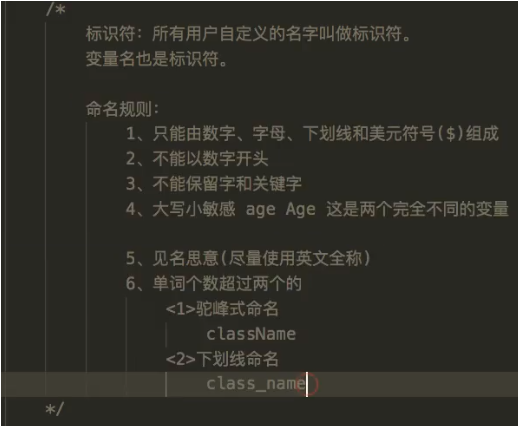 /*
标识符：所有用户自定义的名字叫做标识符。
变量名也是标识符。
命名规则：
1、只能由数字、字母、下划线和美元符号($)组成
2、不能以数字开头
3、不能保留字和关键字
4、大写小敏感 age Age 这是两个完全不同的变量
5、见名思意(尽量使用英文全称)
6、单词个数超过两个的
<1>驼峰式命名
className
<2>下划线命名
class_name
*/